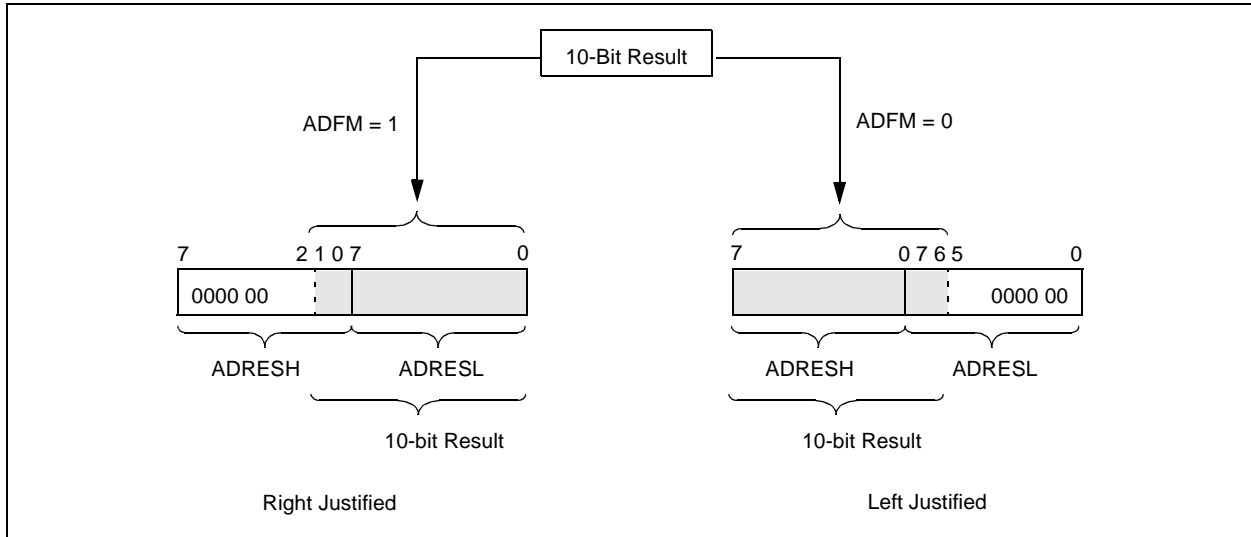 10-Bit Result
ADFM = 1
ADFM = 0
7 2 1 0 7 0
7 0 7 6 5 0
0000 00
0000 00
ADRESH ADRESL
ADRESH ADRESL
10-bit Result
10-bit Result
Right Justified
Left Justified